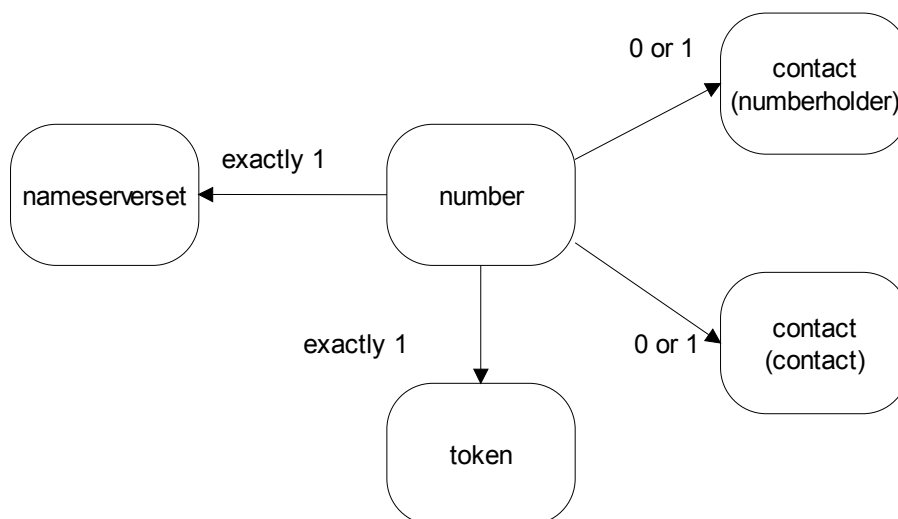 0 or 1
contact
(numberholder)
exactly 1
nameserverset
number
exactly 1
0 or 1
contact
(contact)
token